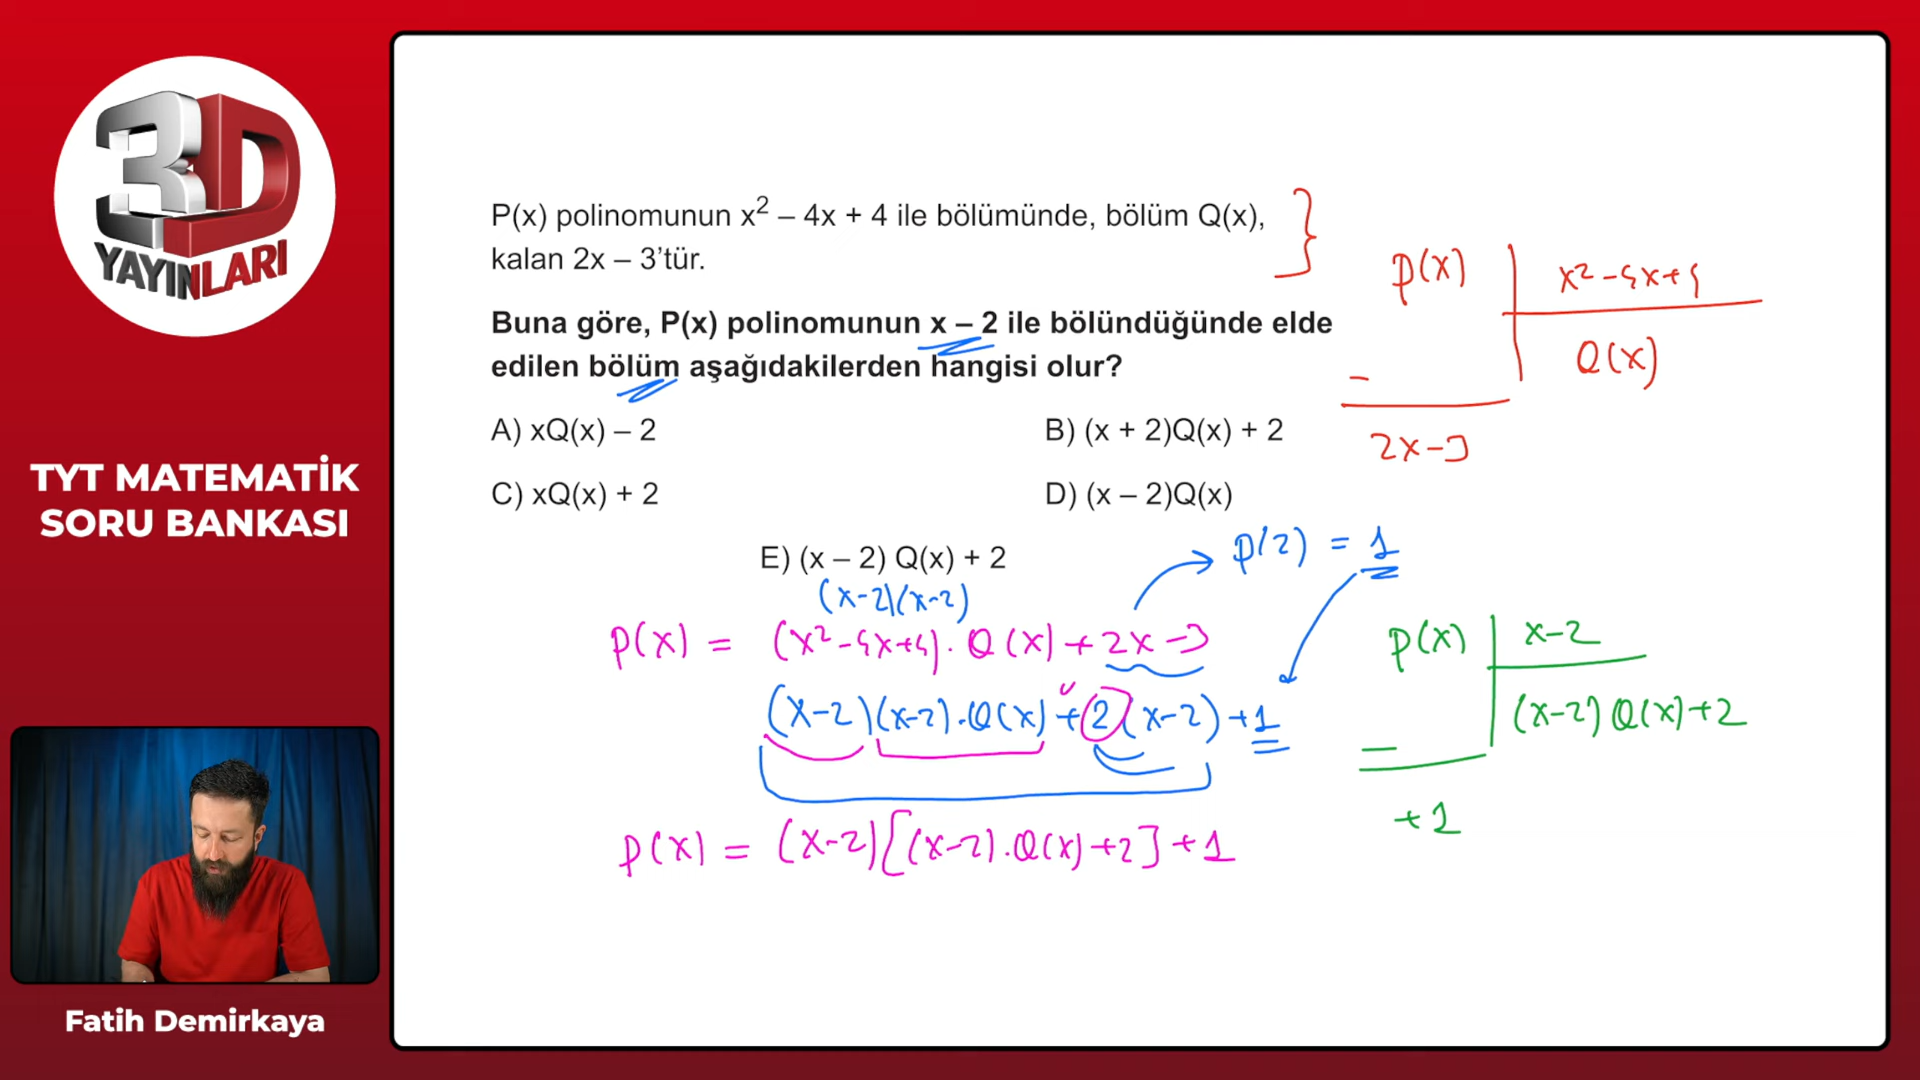 3D
YAYINLARI
TYT MATEMATİK
SORU BANKASI
Fatih Demirkaya
P(x) polinomunun x² – 4x + 4 ile bölümünde, bölüm Q(x),
kalan 2x – 3’tür.
Buna göre, P(x) polinomunun x – 2 ile bölündüğünde elde
edilen bölüm aşağıdakilerden hangisi olur?
A) xQ(x) – 2
B) (x + 2)Q(x) + 2
C) xQ(x) + 2
D) (x – 2)Q(x)
E) (x – 2) Q(x) + 2
P(x) x²-4x+4
Q(x)
-
2x-3
P(2) = 1
(x-2)(x-2)
P(x) = (x²-4x+4). Q(x)+2x-3
(x-2)(x-2).Q(x)+2(x-2)+1
P(x) = (x-2)[(x-2).Q(x)+2]+1
P(x) x-2
(x-2)Q(x)+2
-
+1